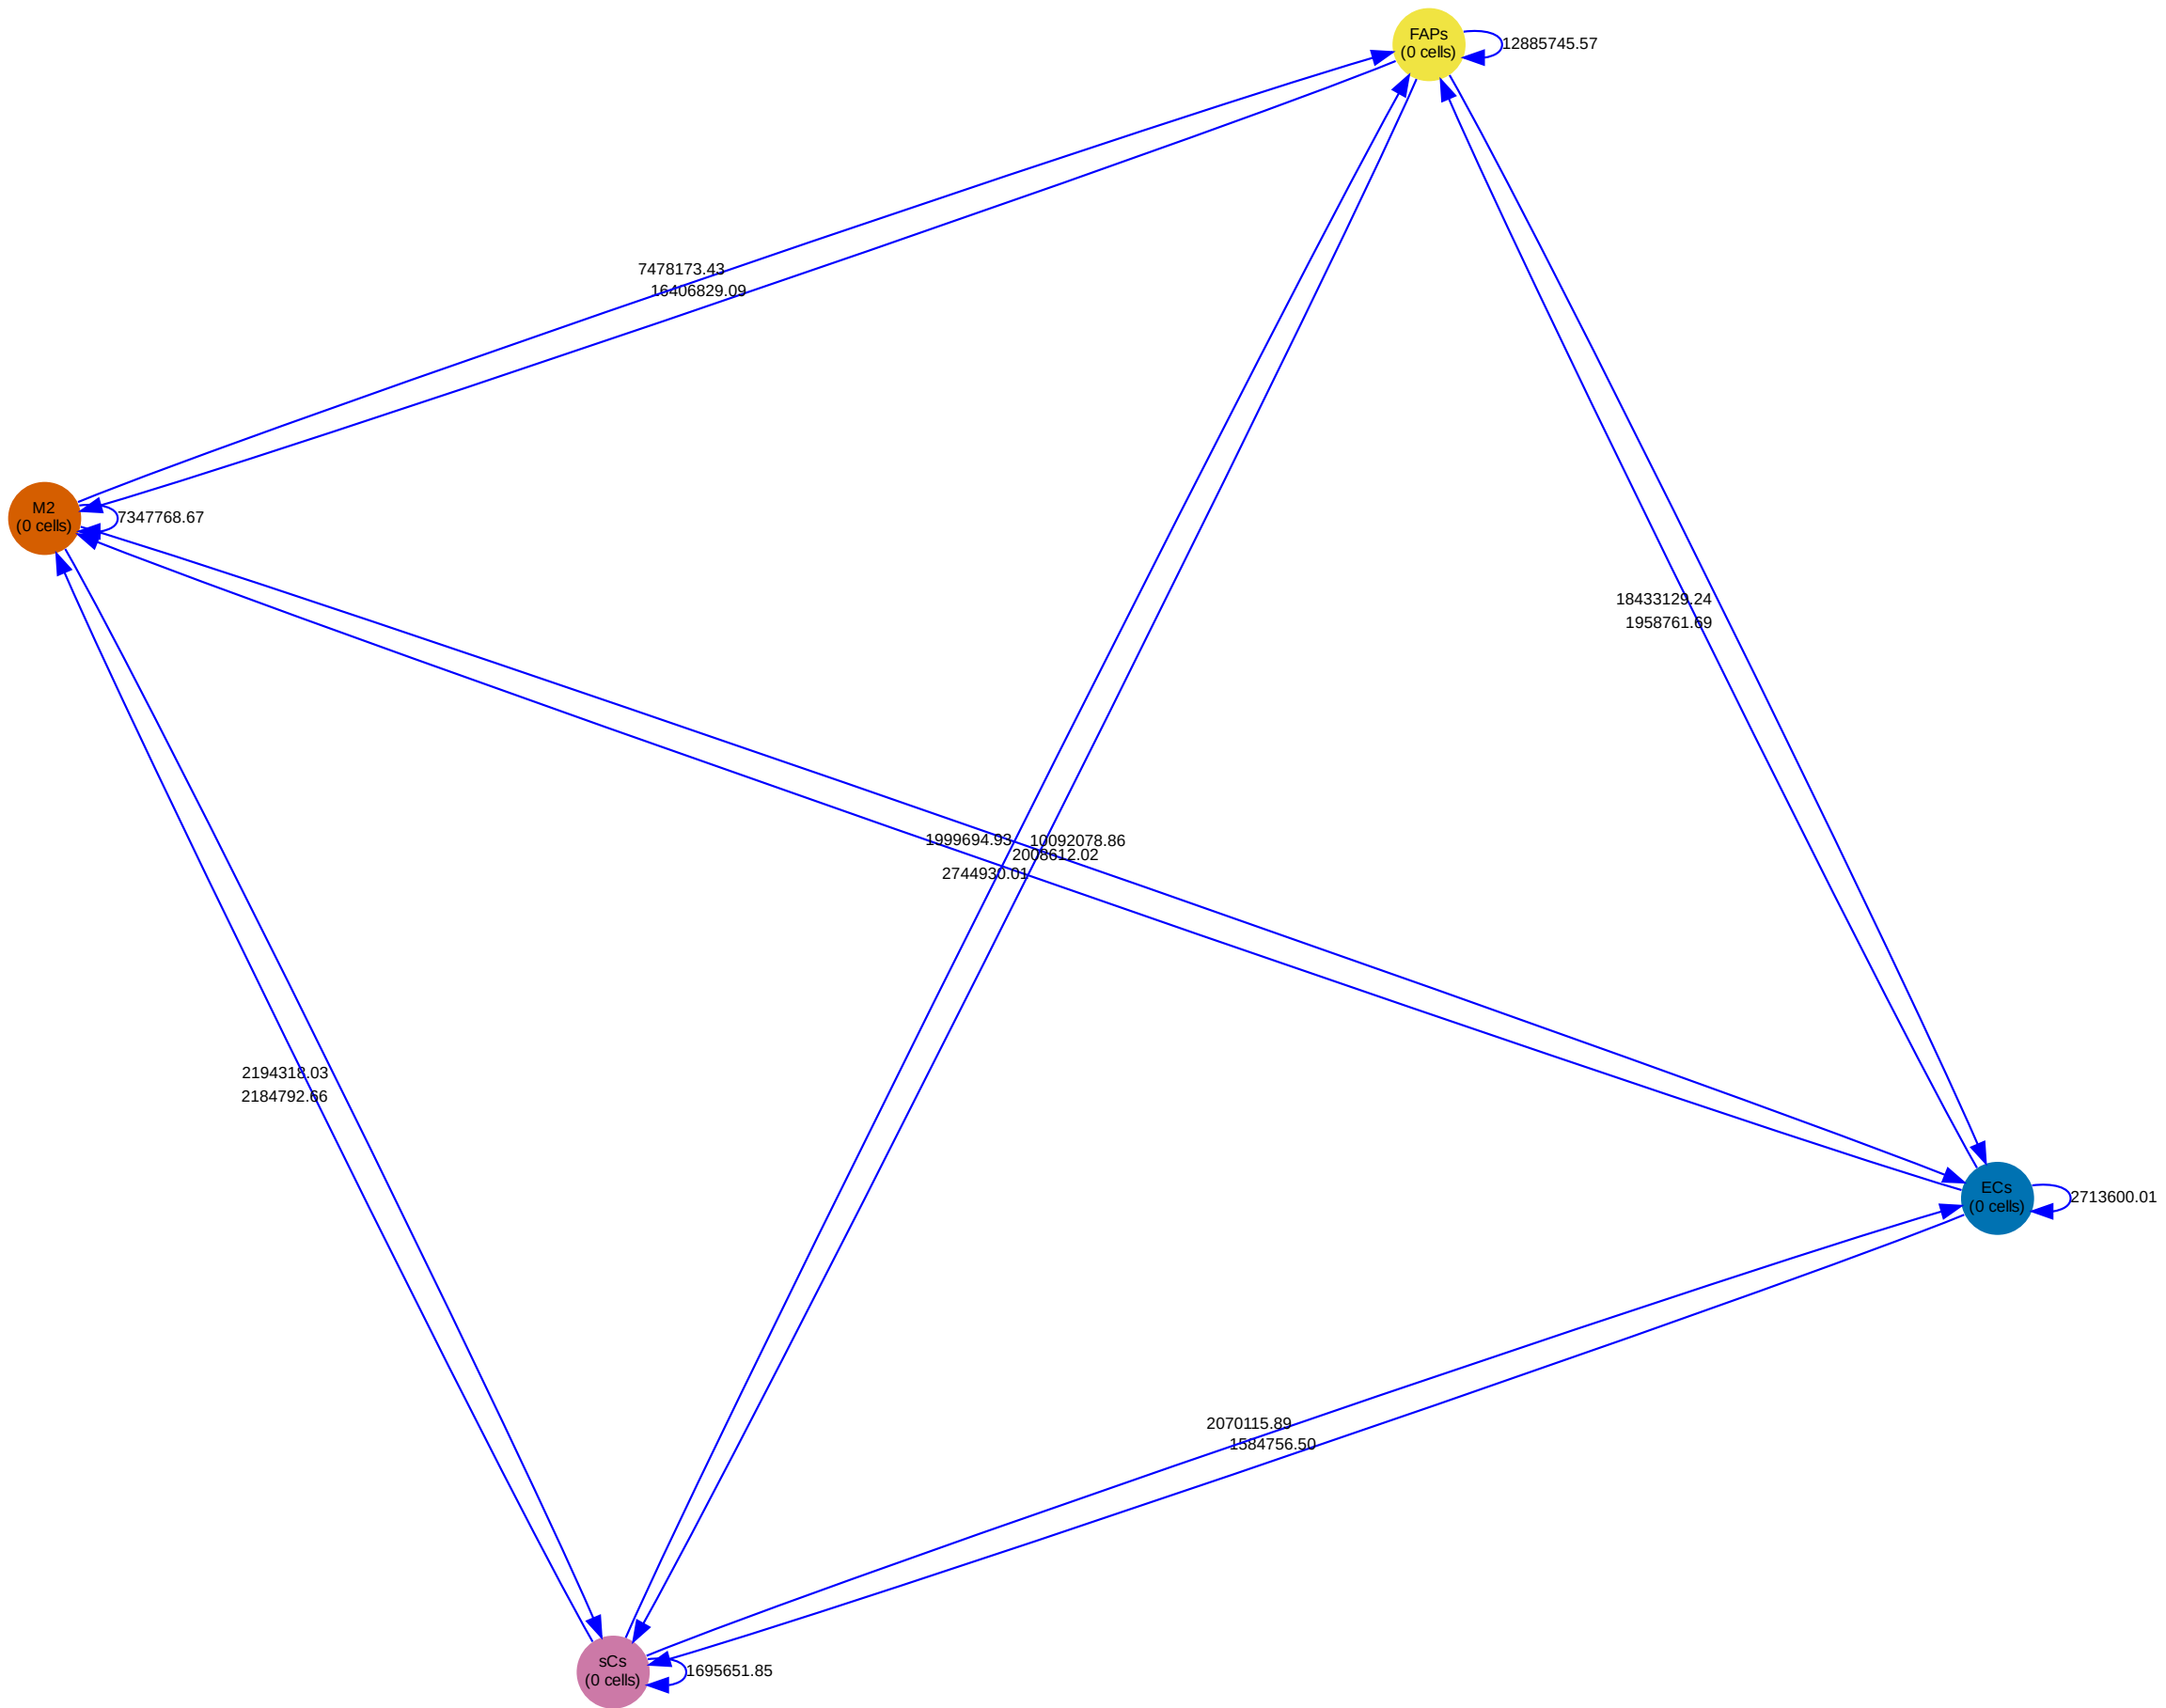 FAPs
(0 cells)
12885745.57
7478173.43
16406829.09
M2
(0 cells)
7347768.67
18433129.24
1958761.69
1999694.93
10092078.86
2008612.02
2744930.01
2194318.03
2184792.66
ECs
(0 cells)
2713600.01
2070115.89
1584756.50
sCs
(0 cells)
1695651.85